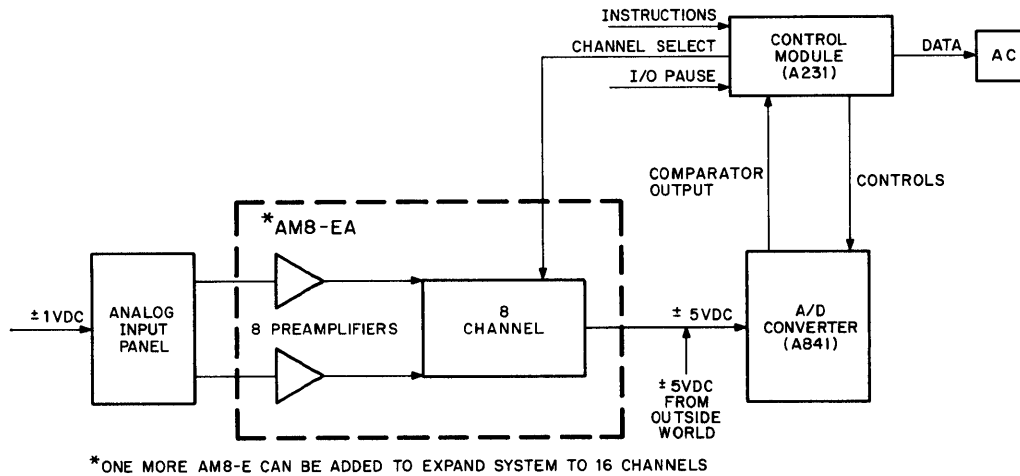 INSTRUCTIONS
CHANNEL SELECT
I/O PAUSE
CONTROL
MODULE
(A231)
DATA
AC
COMPARATOR
OUTPUT
CONTROLS
*AM8-EA
±1VDC
ANALOG
INPUT
PANEL
8 PREAMPLIFIERS
8
CHANNEL
±5VDC
A/D
CONVERTER
(A841)
±5VDC
FROM
OUTSIDE
WORLD
*ONE MORE AM8-E CAN BE ADDED TO EXPAND SYSTEM TO 16 CHANNELS